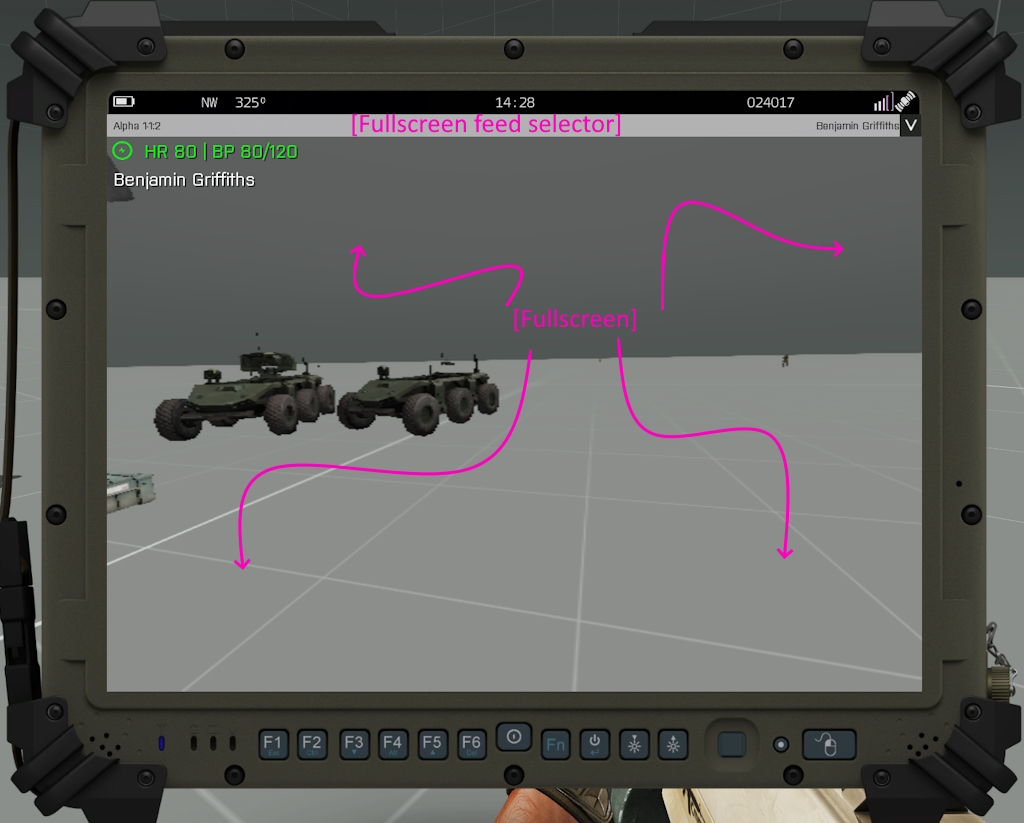 NW 325º 14:28 024017
[Fullscreen feed selector]
Alpha 1-1:2 Benjamin Griffiths V
HR 80 | BP 80/120
Benjamin Griffiths
[Fullscreen]
F1 F2 F3 F4 F5 F6 Fn